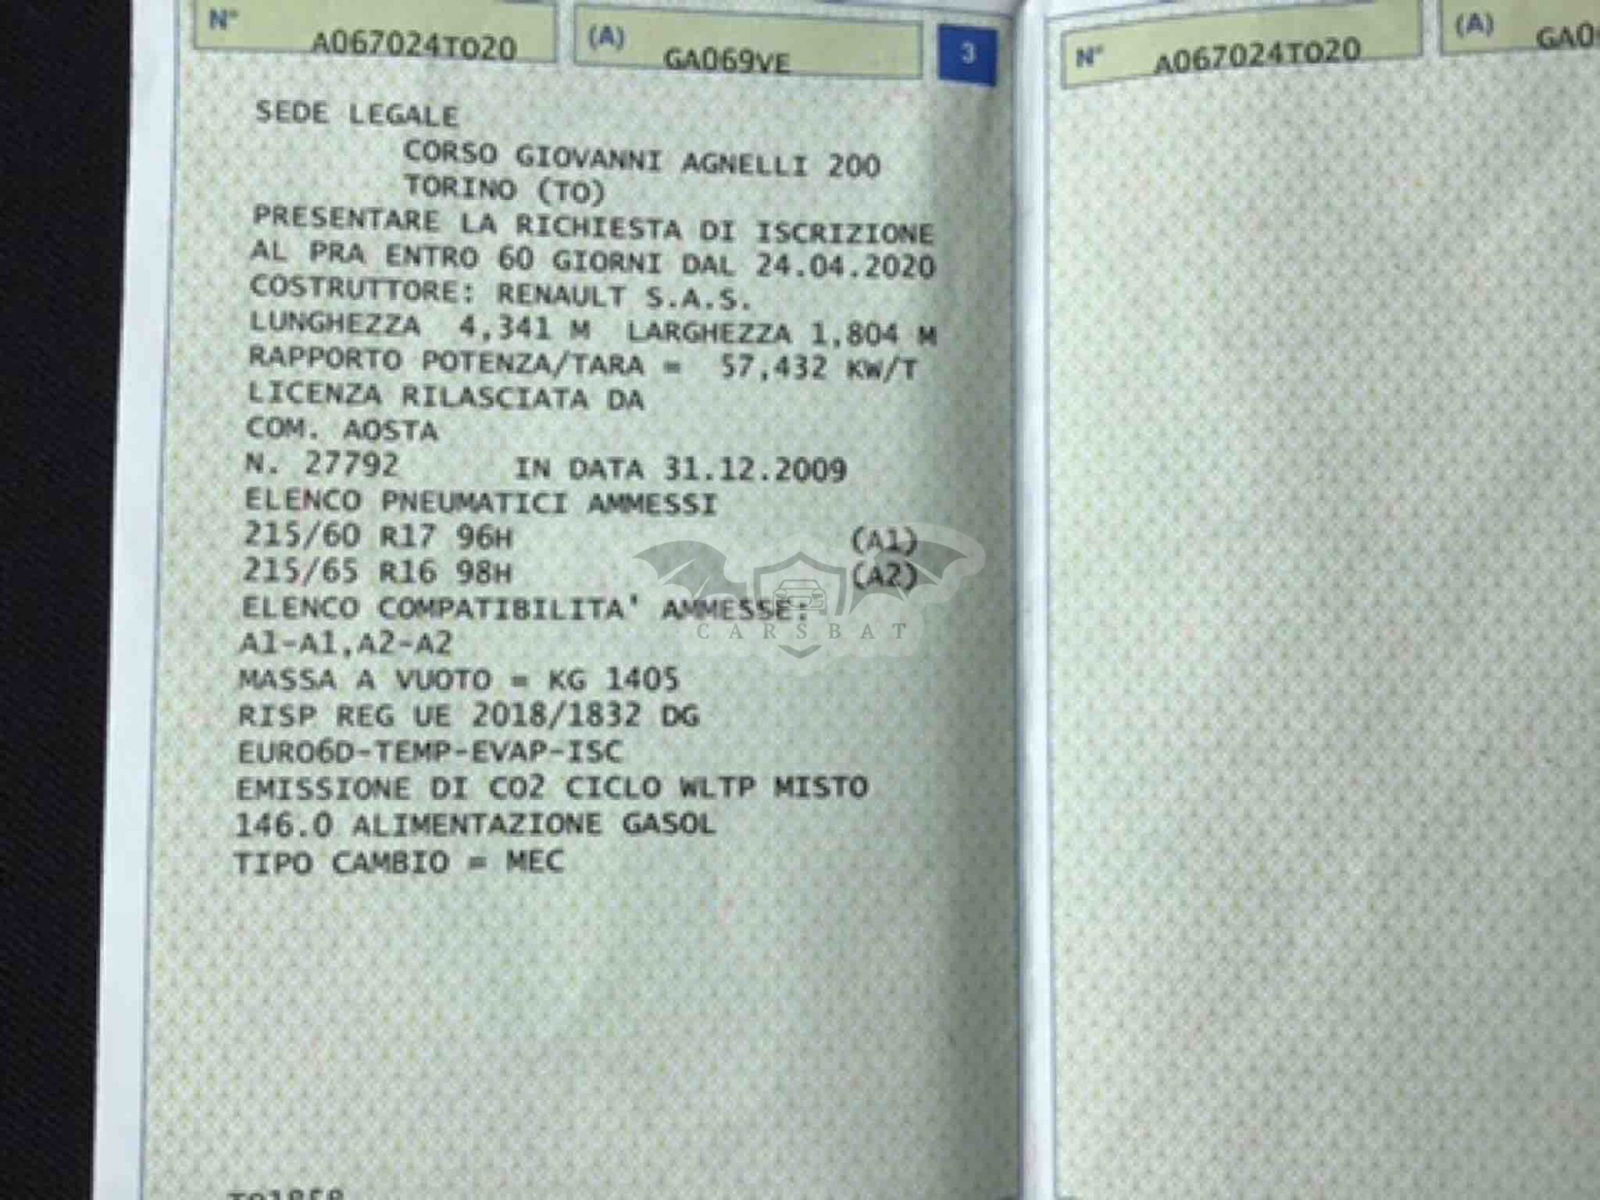 N° A067024TO20 (A) GA069VE 3
SEDE LEGALE
CORSO GIOVANNI AGNELLI 200
TORINO (TO)
PRESENTARE LA RICHIESTA DI ISCRIZIONE
AL PRA ENTRO 60 GIORNI DAL 24.04.2020
COSTRUTTORE: RENAULT S.A.S.
LUNGHEZZA 4,341 M LARGHEZZA 1,804 M
RAPPORTO POTENZA/TARA = 57,432 KW/T
LICENZA RILASCIATA DA
COM. AOSTA
N. 27792 IN DATA 31.12.2009
ELENCO PNEUMATICI AMMESSI
215/60 R17 96H (A1)
215/65 R16 98H (A2)
ELENCO COMPATIBILITA' AMMESSE:
A1-A1,A2-A2
MASSA A VUOTO = KG 1405
RISP REG UE 2018/1832 DG
EURO6D-TEMP-EVAP-ISC
EMISSIONE DI CO2 CICLO WLTP MISTO
146.0 ALIMENTAZIONE GASOL
TIPO CAMBIO = MEC
CARSBAT
N° A067024TO20 (A) GA0